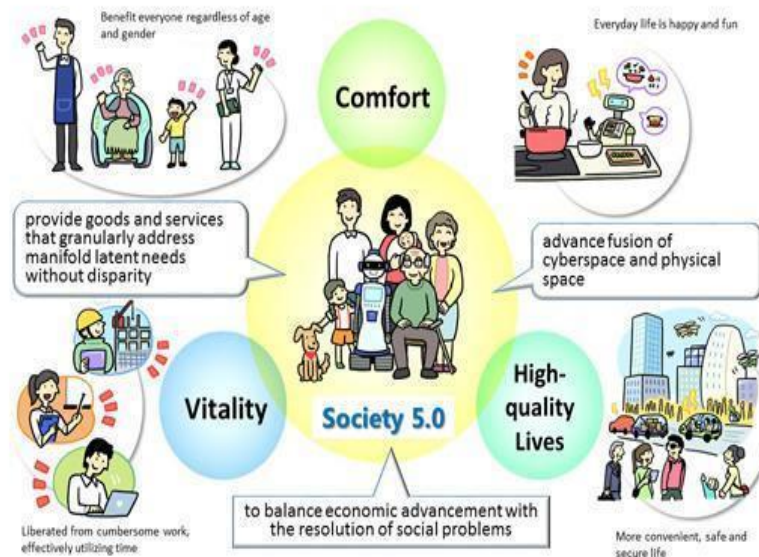 Benefit everyone regardless of age
and gender
Everyday life is happy and fun
Comfort
provide goods and services
that granularly address
manifold latent needs
without disparity
advance fusion of
cyberspace and physical
space
Vitality
Society 5.0
High-
quality
Lives
to balance economic advancement with
the resolution of social problems
Liberated from cumbersome work,
effectively utilizing time
More convenient, safe and
secure life